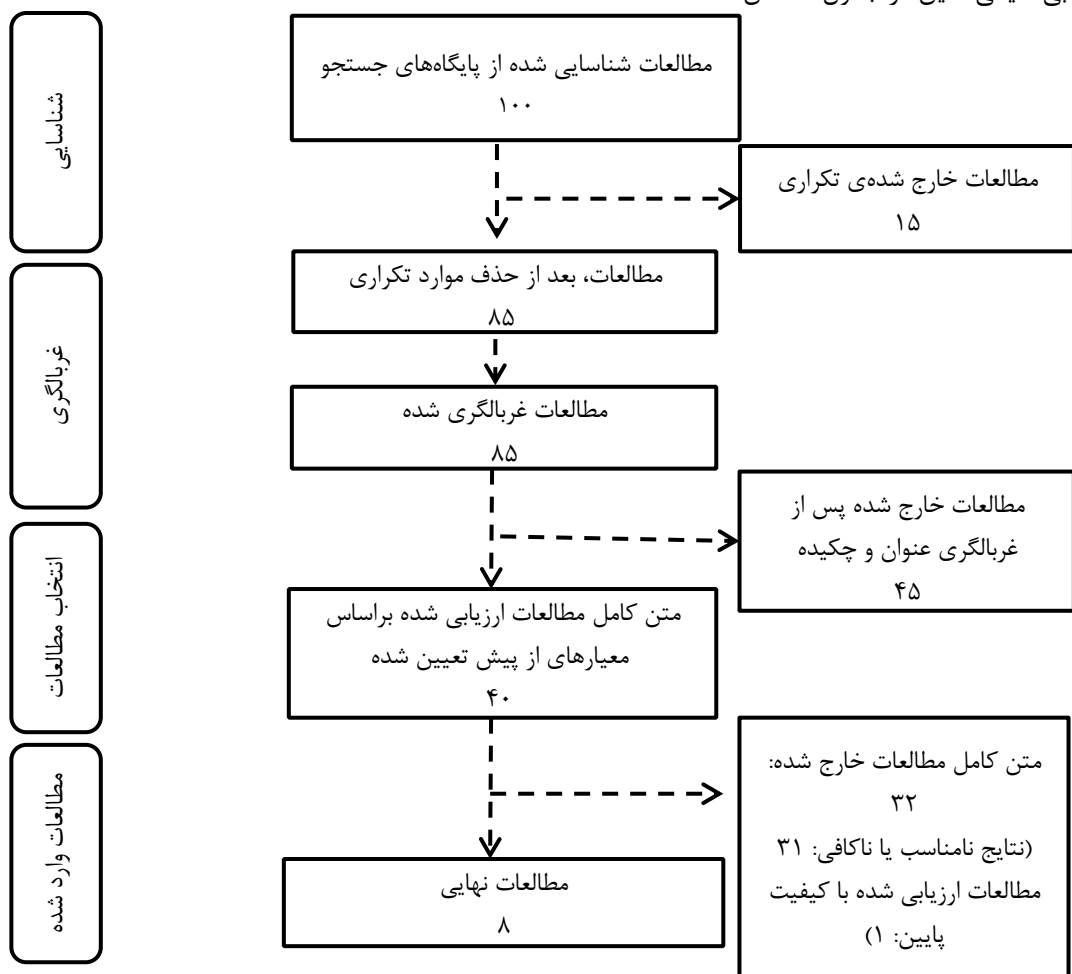 مطالعات شناسایی شده از پایگاه‌های جستجو
۱۰۰
مطالعات خارج شده‌ی تکراری
۱۵
شناسایی
مطالعات، بعد از حذف موارد تکراری
۸۵
مطالعات غربالگری شده
۸۵
غربالگری
مطالعات خارج شده پس از
غربالگری عنوان و چکیده
۴۵
متن کامل مطالعات ارزیابی شده براساس
معیارهای از پیش تعیین شده
۴۰
انتخاب مطالعات
متن کامل مطالعات خارج شده:
۳۲
(نتایج نامناسب یا ناکافی: ۳۱
مطالعات ارزیابی شده با کیفیت
پایین: ۱)
مطالعات نهایی
۸
مطالعات وارد شده